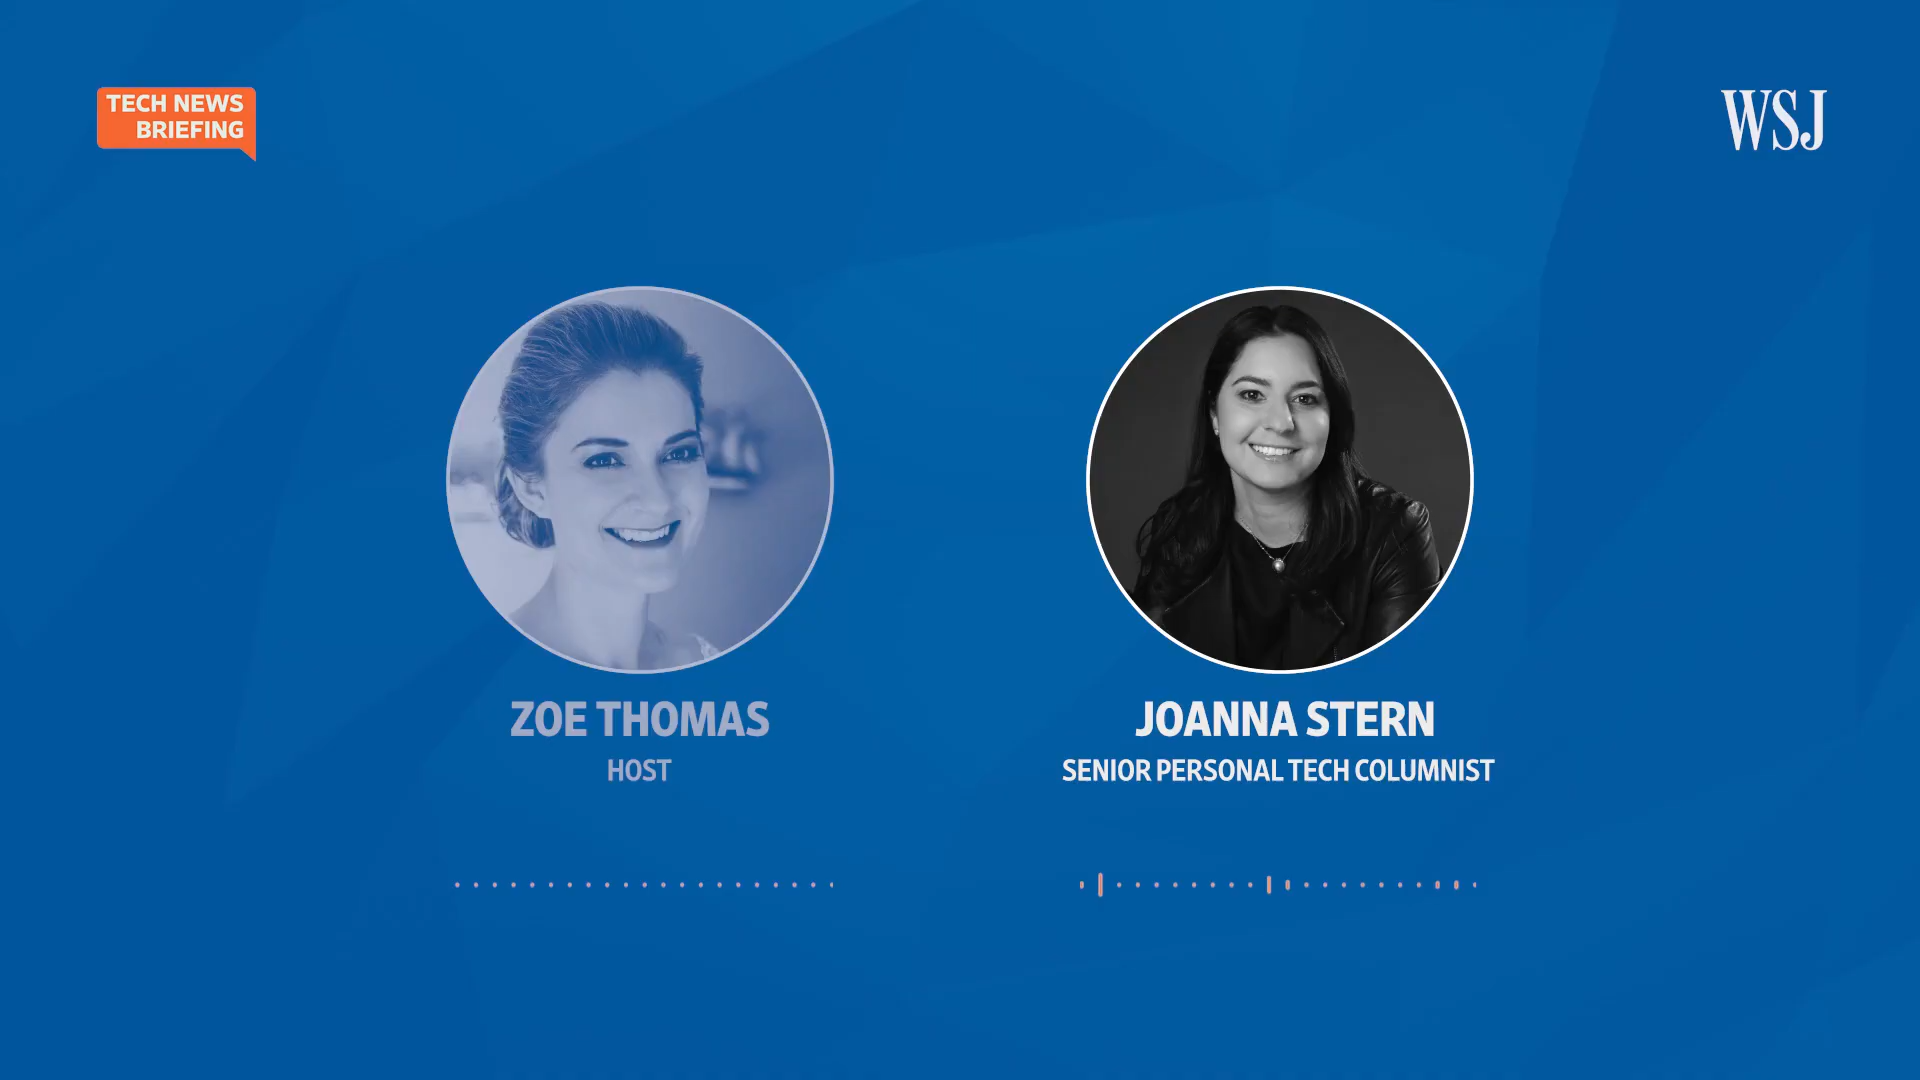 TECH NEWS
BRIEFING
WSJ
ZOE THOMAS
HOST
JOANNA STERN
SENIOR PERSONAL TECH COLUMNIST